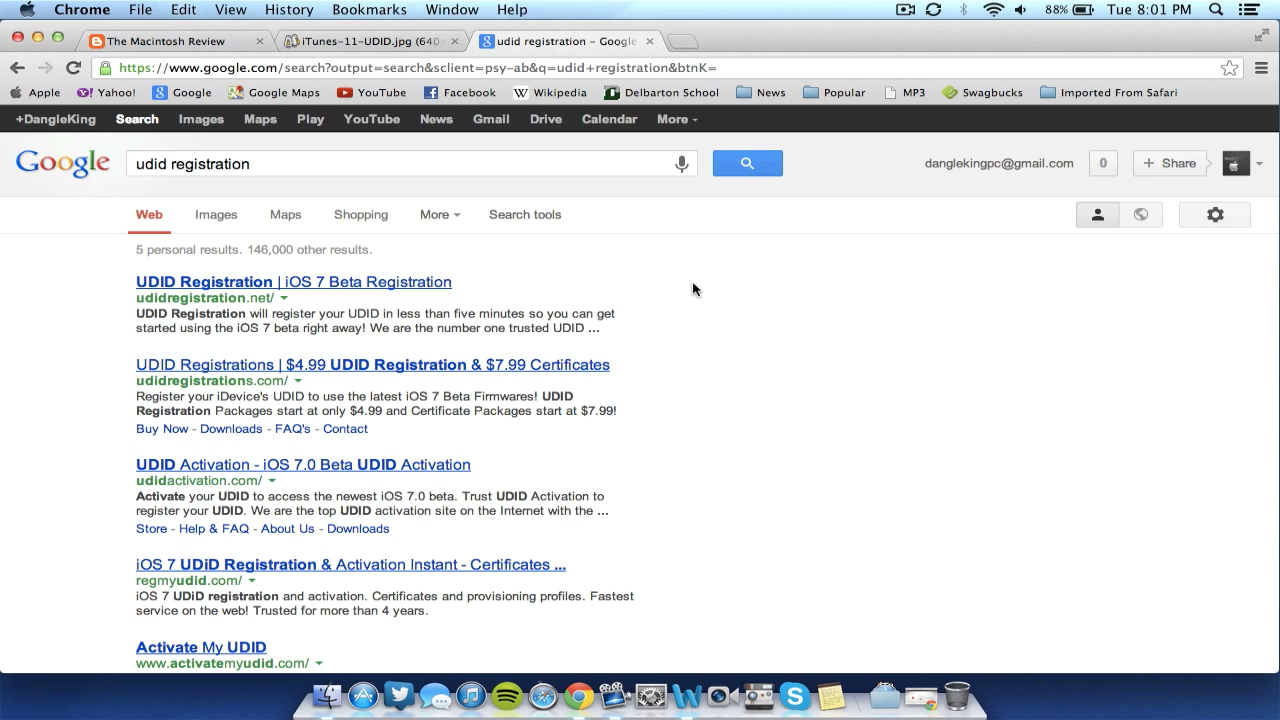 Chrome File Edit View History Bookmarks Window Help 88% Tue 8:01 PM
The Macintosh Review iTunes-11-UDID.jpg (640× udid registration – Google
https://www.google.com/search?output=search&sclient=psy-ab&q=udid+registration&btnK=
Apple Yahoo! Google Google Maps YouTube Facebook Wikipedia Delbarton School News Popular MP3 Swagbucks Imported From Safari
+DangleKing Search Images Maps Play YouTube News Gmail Drive Calendar More
Google udid registration danglekingpc@gmail.com 0 + Share
Web Images Maps Shopping More Search tools
5 personal results. 146,000 other results.
UDID Registration | iOS 7 Beta Registration
udidregistration.net/
UDID Registration will register your UDID in less than five minutes so you can get
started using the iOS 7 beta right away! We are the number one trusted UDID ...
UDID Registrations | $4.99 UDID Registration & $7.99 Certificates
udidregistrations.com/
Register your iDevice's UDID to use the latest iOS 7 Beta Firmwares! UDID
Registration Packages start at only $4.99 and Certificate Packages start at $7.99!
Buy Now - Downloads - FAQ's - Contact
UDID Activation - iOS 7.0 Beta UDID Activation
udidactivation.com/
Activate your UDID to access the newest iOS 7.0 beta. Trust UDID Activation to
register your UDID. We are the top UDID activation site on the Internet with the ...
Store - Help & FAQ - About Us - Downloads
iOS 7 UDiD Registration & Activation Instant - Certificates ...
regmyudid.com/
iOS 7 UDiD registration and activation. Certificates and provisioning profiles. Fastest
service on the web! Trusted for more than 4 years.
Activate My UDID
www.activatemyudid.com/